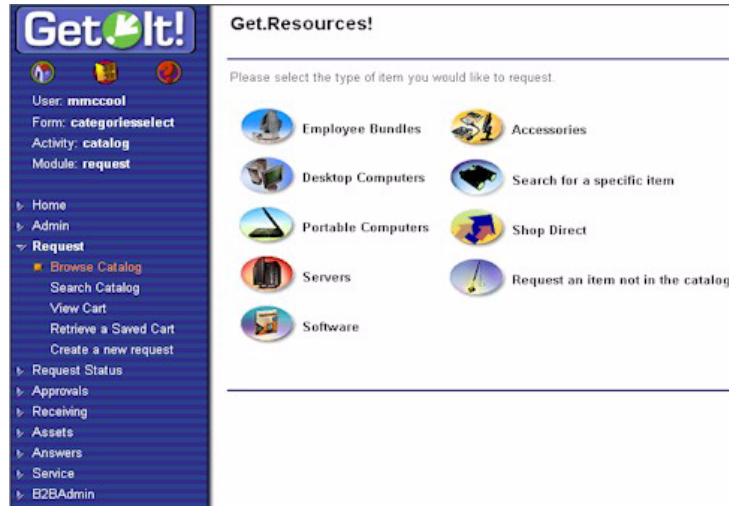 Get It!
User: mmccool
Form: categoriesselect
Activity: catalog
Module: request
Home
Admin
Request
Browse Catalog
Search Catalog
View Cart
Retrieve a Saved Cart
Create a new request
Request Status
Approvals
Receiving
Assets
Answers
Service
B2BAdmin
Get.Resources!
Please select the type of item you would like to request.
Employee Bundles
Desktop Computers
Portable Computers
Servers
Software
Accessories
Search for a specific item
Shop Direct
Request an item not in the catalog